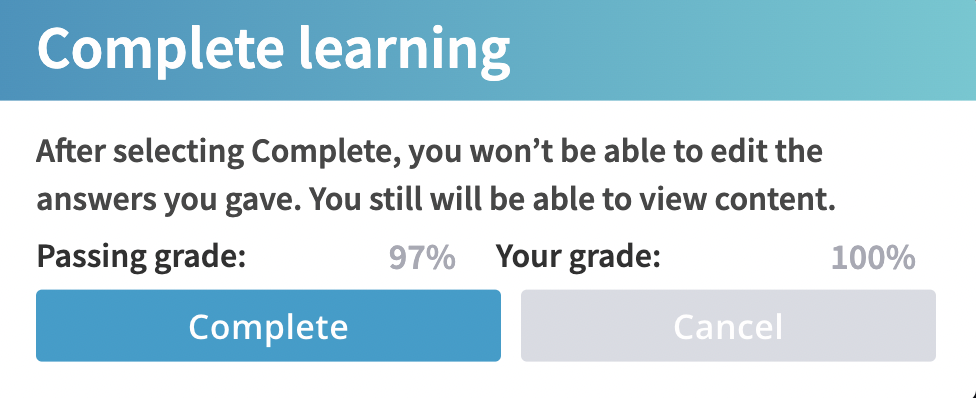 Complete learning
After selecting Complete, you won’t be able to edit the
answers you gave. You still will be able to view content.
Passing grade: 97% Your grade: 100%
Complete Cancel